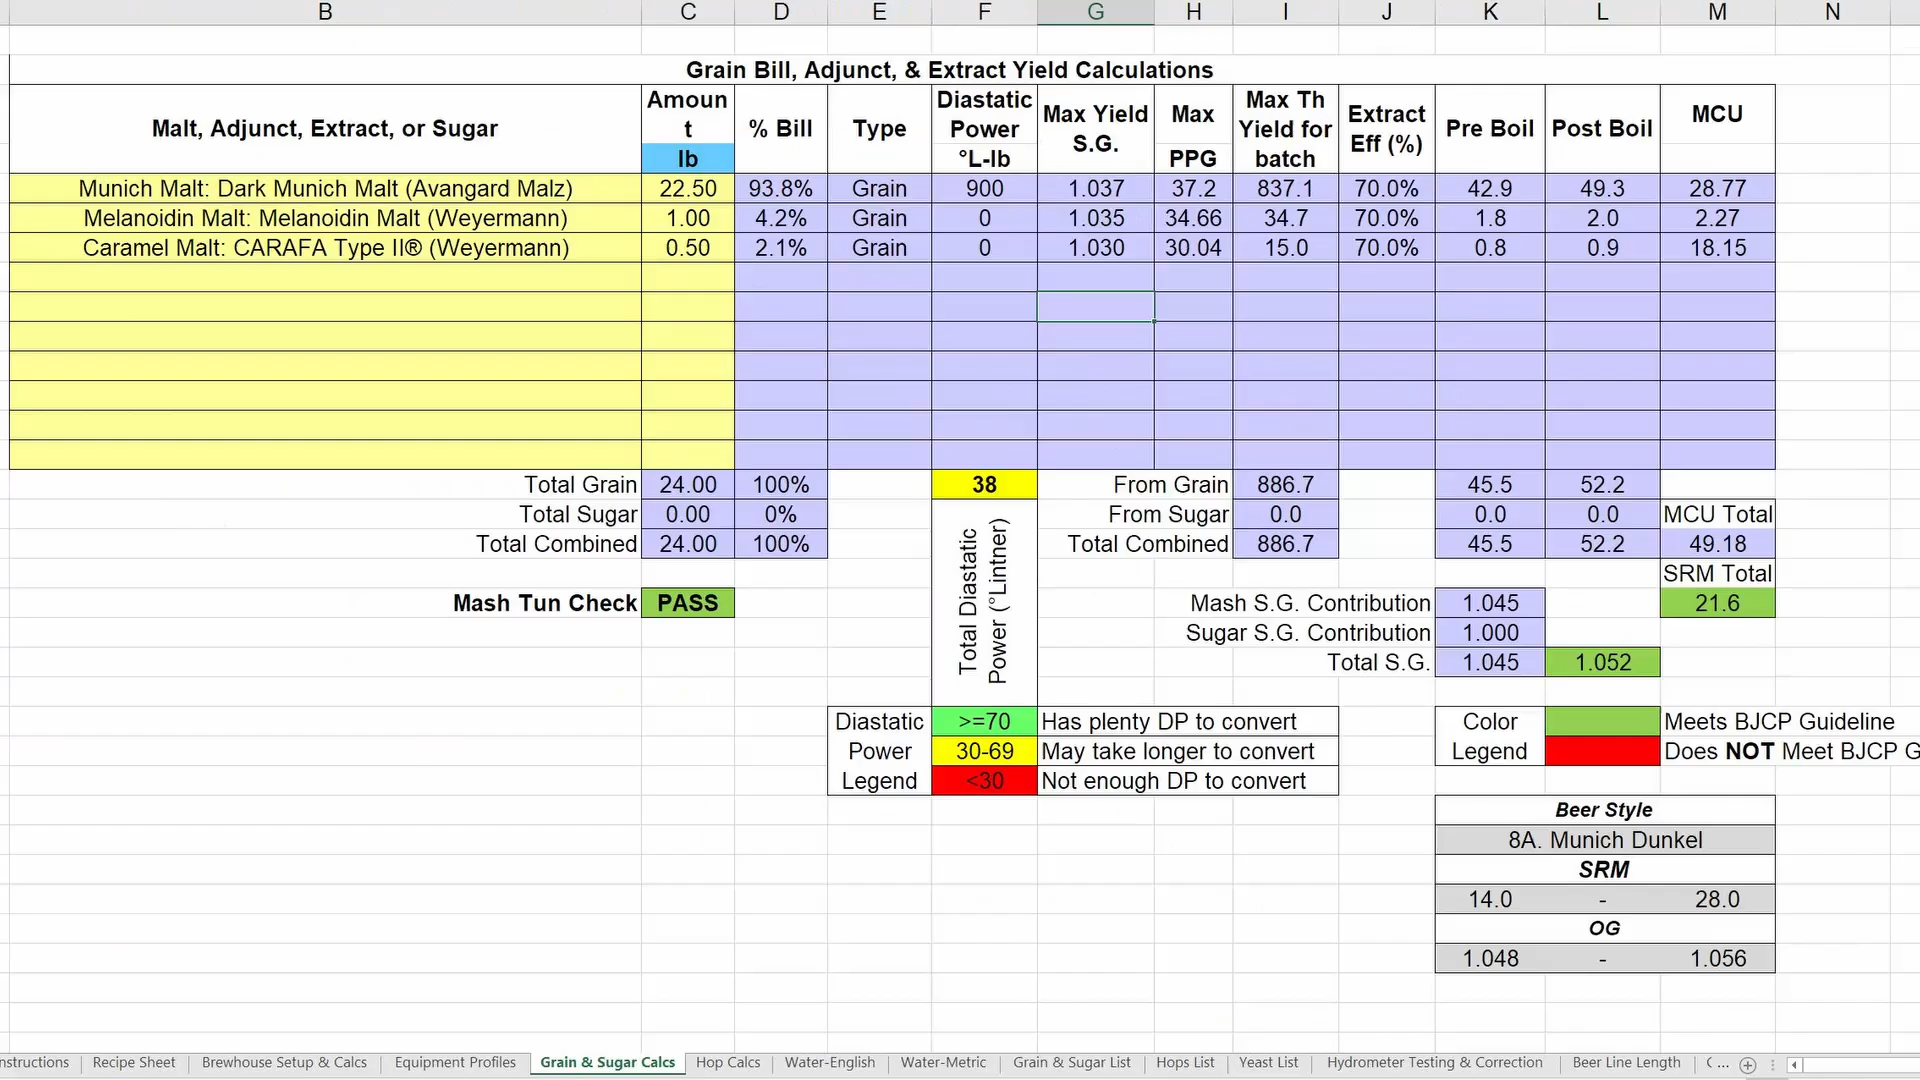 B C D E F G H I J K L M N
Grain Bill, Adjunct, & Extract Yield Calculations
Malt, Adjunct, Extract, or Sugar | Amount | % Bill | Type | Diastatic Power | Max Yield S.G. | Max | Max Th Yield for batch | Extract Eff (%) | Pre Boil | Post Boil | MCU
lb | °L-lb | PPG
Munich Malt: Dark Munich Malt (Avangard Malz) 22.50 93.8% Grain 900 1.037 37.2 837.1 70.0% 42.9 49.3 28.77
Melanoidin Malt: Melanoidin Malt (Weyermann) 1.00 4.2% Grain 0 1.035 34.66 34.7 70.0% 1.8 2.0 2.27
Caramel Malt: CARAFA Type II® (Weyermann) 0.50 2.1% Grain 0 1.030 30.04 15.0 70.0% 0.8 0.9 18.15
Total Grain 24.00 100% 38 From Grain 886.7 45.5 52.2
Total Sugar 0.00 0% From Sugar 0.0 0.0 0.0 MCU Total
Total Combined 24.00 100% Total Combined 886.7 45.5 52.2 49.18
Total Diastatic
Power (°Lintner)
SRM Total
Mash Tun Check PASS Mash S.G. Contribution 1.045 21.6
Sugar S.G. Contribution 1.000
Total S.G. 1.045 1.052
Diastatic >=70 Has plenty DP to convert Color Meets BJCP Guideline
Power 30-69 May take longer to convert Legend Does NOT Meet BJCP G
Legend <30 Not enough DP to convert
Beer Style
8A. Munich Dunkel
SRM
14.0 - 28.0
OG
1.048 - 1.056
nstructions Recipe Sheet Brewhouse Setup & Calcs Equipment Profiles Grain & Sugar Calcs Hop Calcs Water-English Water-Metric Grain & Sugar List Hops List Yeast List Hydrometer Testing & Correction Beer Line Length ...